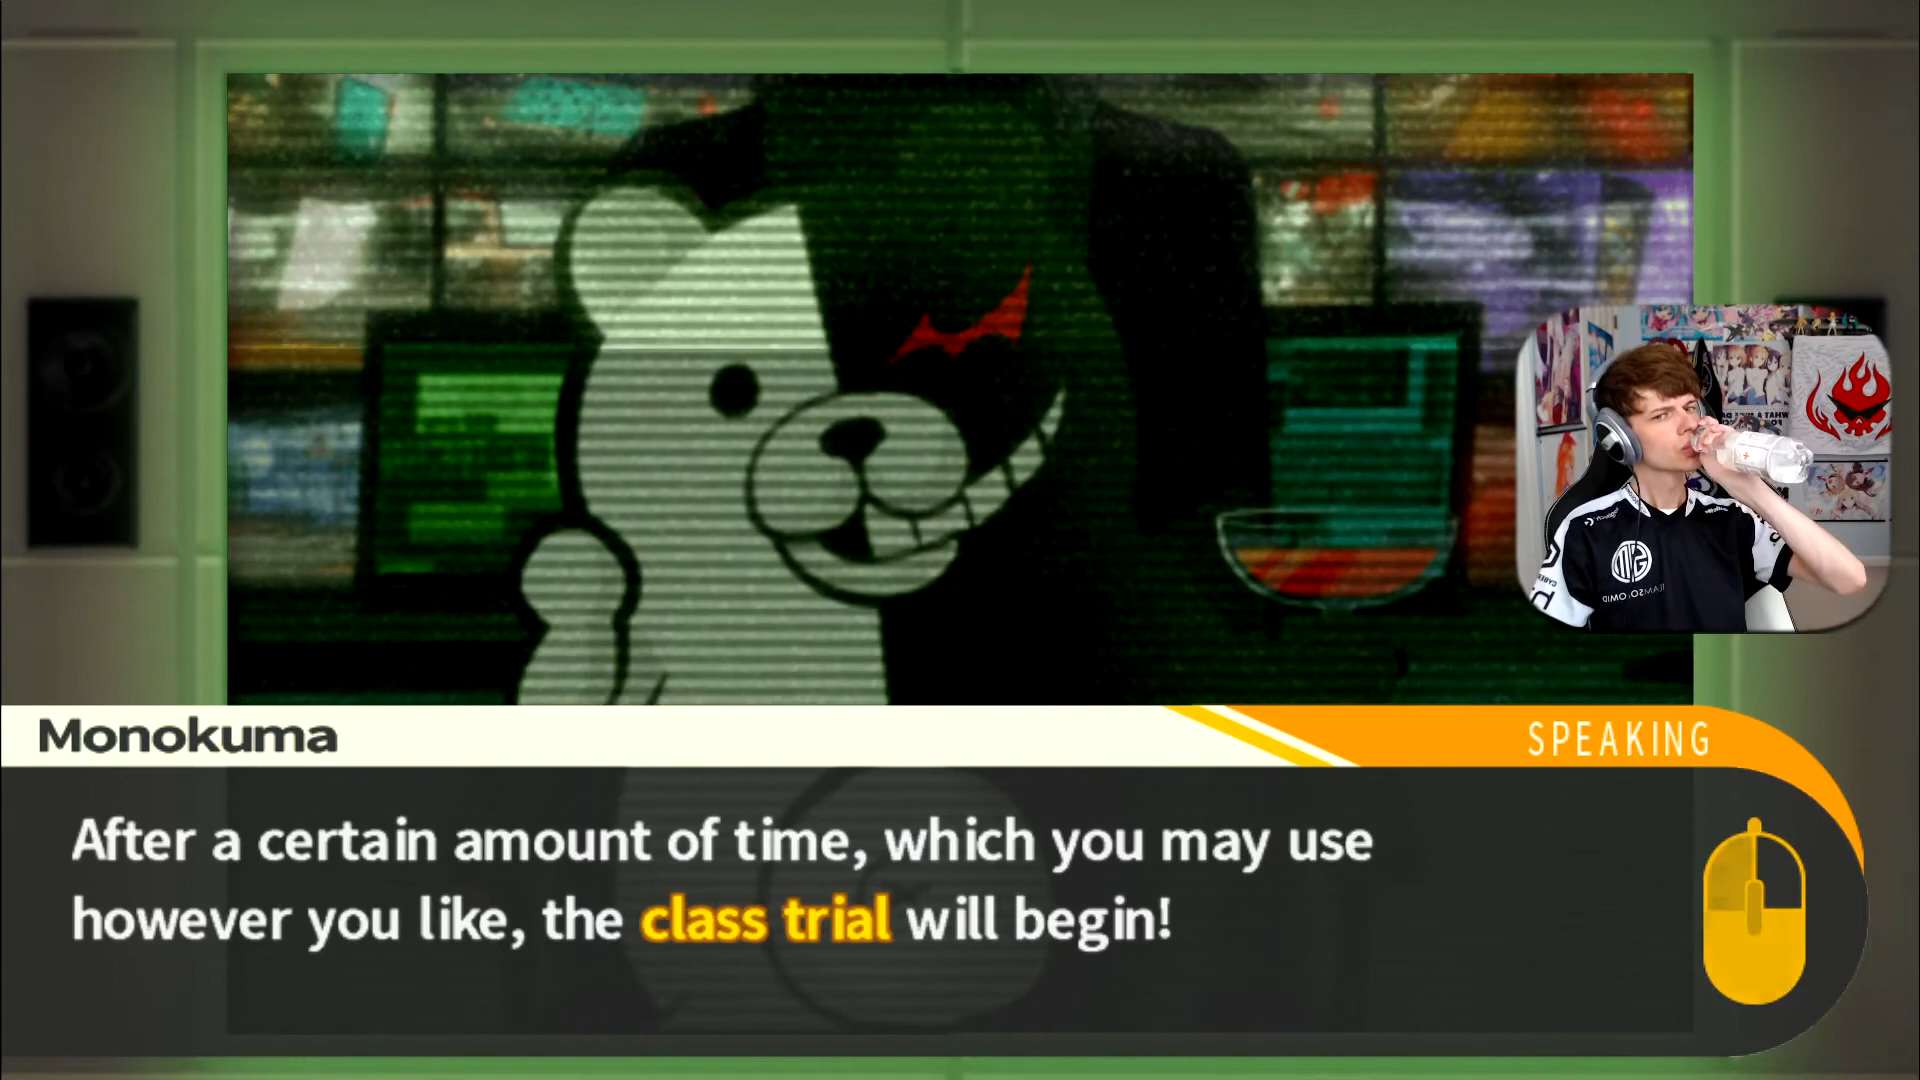 Monokuma
SPEAKING
After a certain amount of time, which you may use
however you like, the class trial will begin!